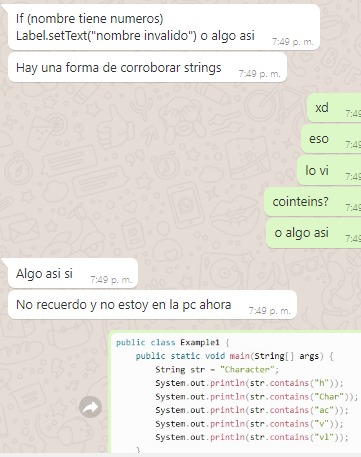 If (nombre tiene numeros)
Label.setText("nombre invalido") o algo asi 7:49 p. m.
Hay una forma de corroborar strings 7:49 p. m.
xd 7:49
eso 7:49
lo vi 7:49
cointeins? 7:49
o algo asi 7:49
Algo asi si 7:49 p. m.
No recuerdo y no estoy en la pc ahora 7:49 p. m.
public class Example1 {
public static void main(String[] args) {
String str = "Character";
System.out.println(str.contains("h"));
System.out.println(str.contains("Char"));
System.out.println(str.contains("ac"));
System.out.println(str.contains("v"));
System.out.println(str.contains("vl"));
}